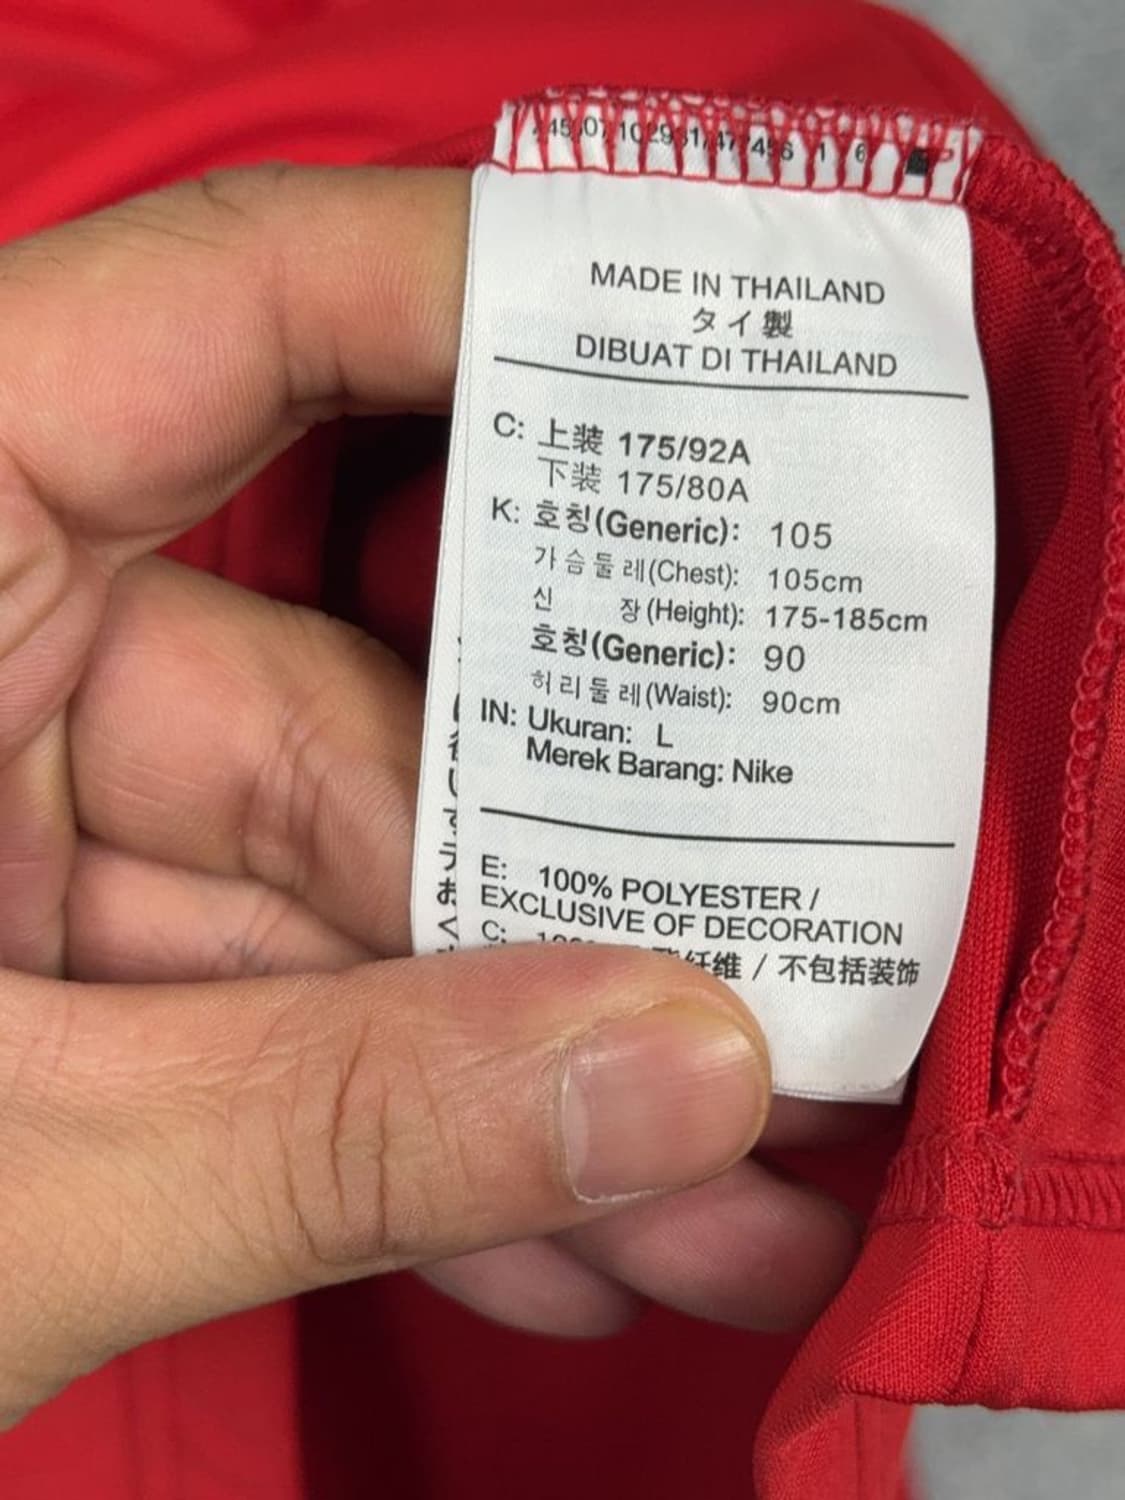 MADE IN THAILAND
タイ製
DIBUAT DI THAILAND
C: 上装 175/92A
下装 175/80A
K: 호칭(Generic): 105
가슴둘레(Chest): 105cm
신 장(Height): 175-185cm
호칭(Generic): 90
허리둘레(Waist): 90cm
IN: Ukuran: L
Merek Barang: Nike
E: 100% POLYESTER /
EXCLUSIVE OF DECORATION
C: 纤维 / 不包括装饰